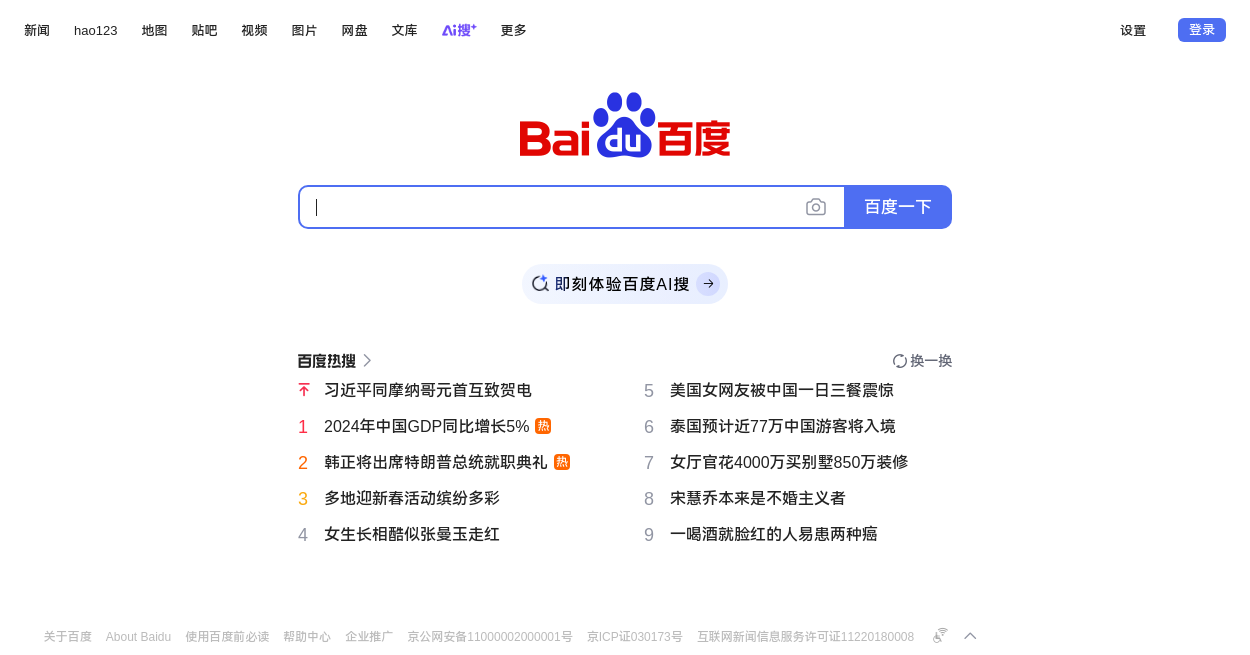 新闻 hao123 地图 贴吧 视频 图片 网盘 文库 Ai搜+ 更多 设置 登录
Bai du 百度
百度一下
即刻体验百度AI搜
百度热搜 换一换
习近平同摩纳哥元首互致贺电
1 2024年中国GDP同比增长5% 热
2 韩正将出席特朗普总统就职典礼 热
3 多地迎新春活动缤纷多彩
4 女生长相酷似张曼玉走红
5 美国女网友被中国一日三餐震惊
6 泰国预计近77万中国游客将入境
7 女厅官花4000万买别墅850万装修
8 宋慧乔本来是不婚主义者
9 一喝酒就脸红的人易患两种癌
关于百度 About Baidu 使用百度前必读 帮助中心 企业推广 京公网安备11000002000001号 京ICP证030173号 互联网新闻信息服务许可证11220180008